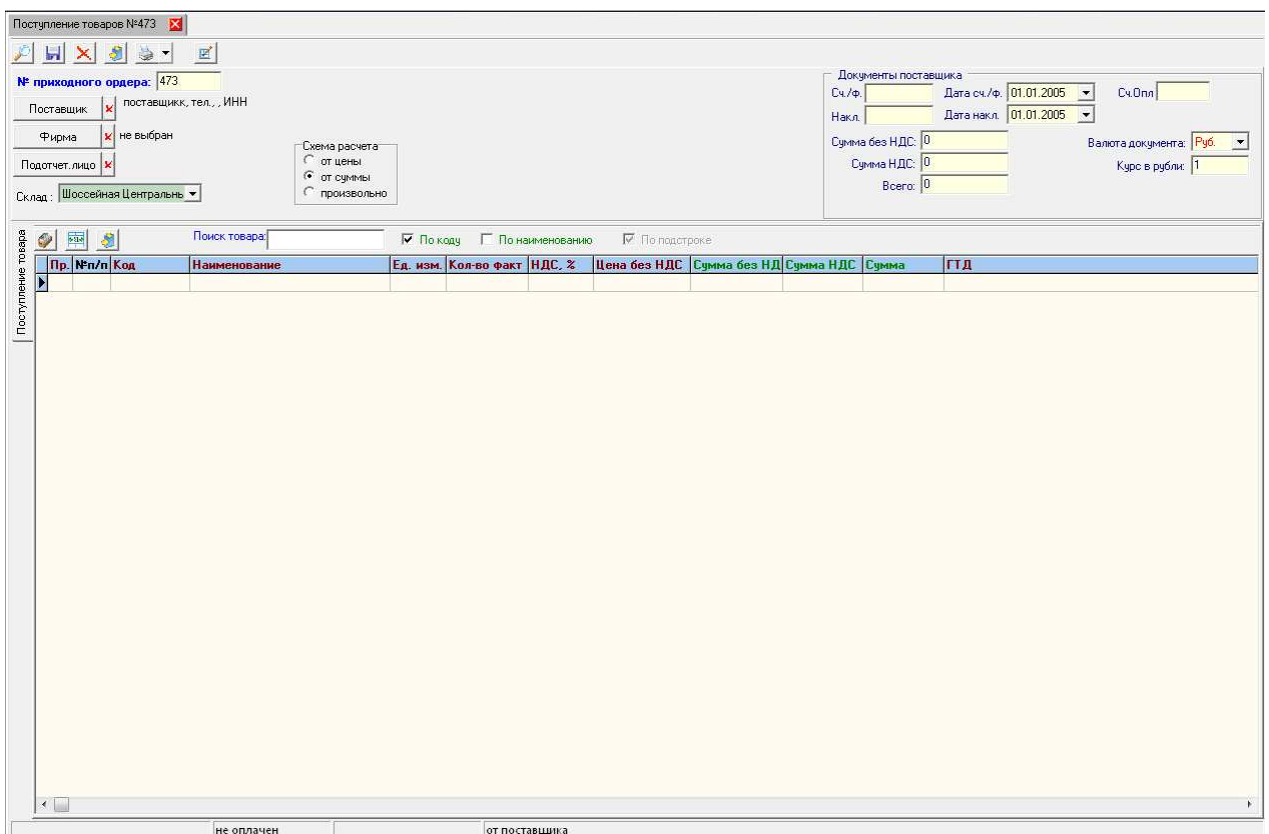 Поступление товаров №473
№ приходного ордера: 473
Поставщик поставщикк, тел., , ИНН
Фирма не выбран
Подотчет.лицо
Склад : Шоссейная Центральнь
Схема расчета
от цены
от суммы
произвольно
Документы поставщика
Сч./Ф. Дата сч./ф. 01.01.2005 Сч.Опл
Накл. Дата накл. 01.01.2005
Сумма без НДС: 0 Валюта документа: Руб.
Сумма НДС: 0 Курс в рубли: 1
Всего: 0
Поступление товара
Поиск товара: По коду По наименованию По подстроке
Пр. №п/п Код Наименование Ед. изм. Кол-во факт НДС, % Цена без НДС Сумма без НД Сумма НДС Сумма ГТД
не оплачен от поставщика